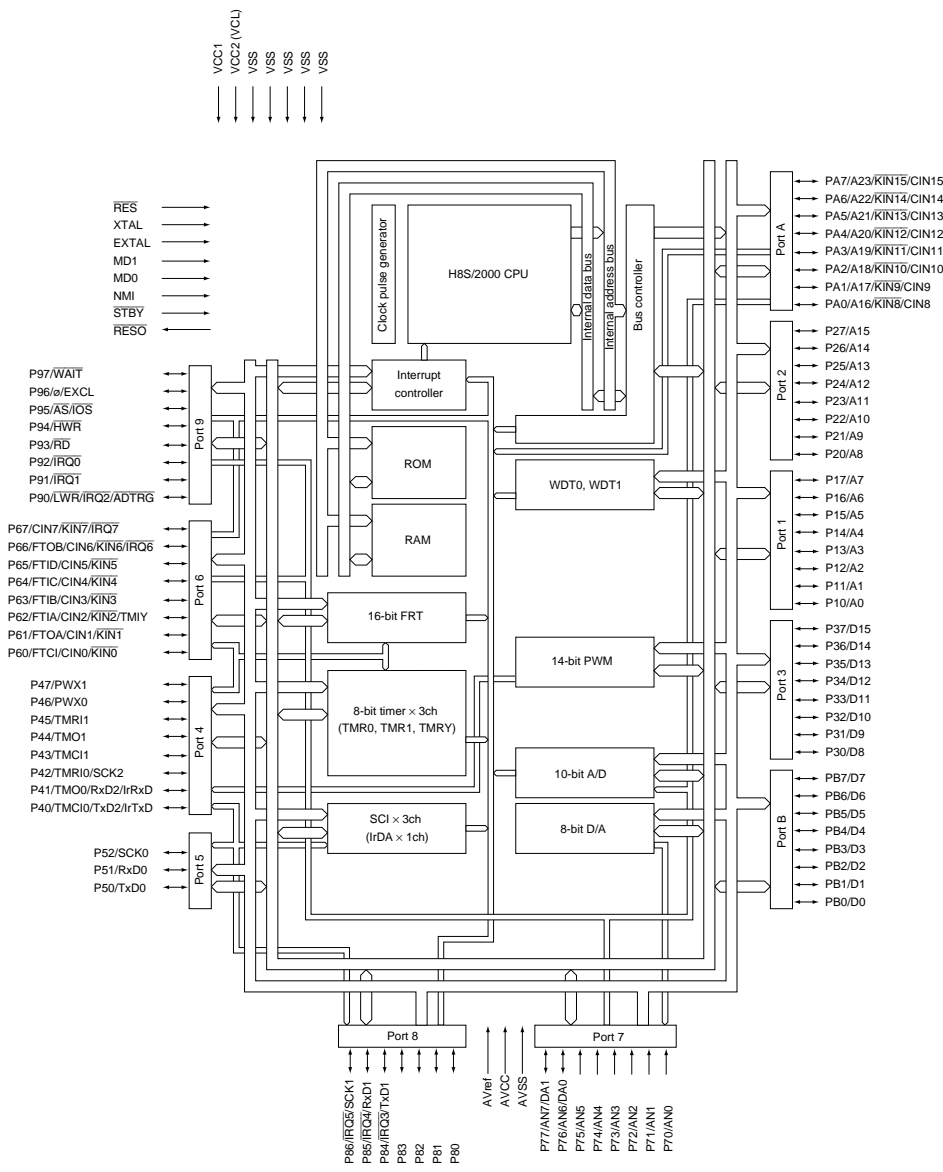 VCC1
VCC2 (VCL)
VSS
VSS
VSS
VSS
VSS
RES
XTAL
EXTAL
MD1
MD0
NMI
STBY
RESO
Clock pulse generator
H8S/2000 CPU
Internal data bus
Internal address bus
Bus controller
Interrupt
controller
ROM
RAM
WDT0, WDT1
16-bit FRT
14-bit PWM
8-bit timer × 3ch
(TMR0, TMR1, TMRY)
10-bit A/D
SCI × 3ch
(IrDA × 1ch)
8-bit D/A
Port 9
P97/WAIT
P96/ø/EXCL
P95/AS/IOS
P94/HWR
P93/RD
P92/IRQ0
P91/IRQ1
P90/LWR/IRQ2/ADTRG
Port 6
P67/CIN7/KIN7/IRQ7
P66/FTOB/CIN6/KIN6/IRQ6
P65/FTID/CIN5/KIN5
P64/FTIC/CIN4/KIN4
P63/FTIB/CIN3/KIN3
P62/FTIA/CIN2/KIN2/TMIY
P61/FTOA/CIN1/KIN1
P60/FTCI/CIN0/KIN0
Port 4
P47/PWX1
P46/PWX0
P45/TMRI1
P44/TMO1
P43/TMCI1
P42/TMRI0/SCK2
P41/TMO0/RxD2/IrRxD
P40/TMCI0/TxD2/IrTxD
Port 5
P52/SCK0
P51/RxD0
P50/TxD0
Port A
PA7/A23/KIN15/CIN15
PA6/A22/KIN14/CIN14
PA5/A21/KIN13/CIN13
PA4/A20/KIN12/CIN12
PA3/A19/KIN11/CIN11
PA2/A18/KIN10/CIN10
PA1/A17/KIN9/CIN9
PA0/A16/KIN8/CIN8
Port 2
P27/A15
P26/A14
P25/A13
P24/A12
P23/A11
P22/A10
P21/A9
P20/A8
Port 1
P17/A7
P16/A6
P15/A5
P14/A4
P13/A3
P12/A2
P11/A1
P10/A0
Port 3
P37/D15
P36/D14
P35/D13
P34/D12
P33/D11
P32/D10
P31/D9
P30/D8
Port B
PB7/D7
PB6/D6
PB5/D5
PB4/D4
PB3/D3
PB2/D2
PB1/D1
PB0/D0
Port 8
P86/IRQ5/SCK1
P85/IRQ4/RxD1
P84/IRQ3/TxD1
P83
P82
P81
P80
AVref
AVCC
AVSS
Port 7
P77/AN7/DA1
P76/AN6/DA0
P75/AN5
P74/AN4
P73/AN3
P72/AN2
P71/AN1
P70/AN0